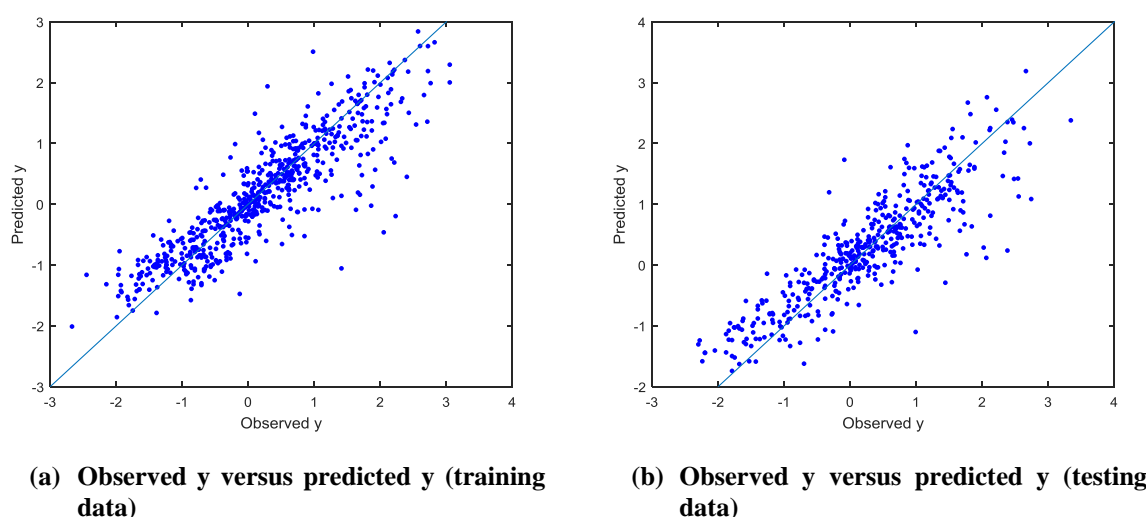 3
2
1
0
-1
-2
-3
-3 -2 -1 0 1 2 3 4
Predicted y
Observed y
(a) Observed y versus predicted y (training
data)
4
3
2
1
0
-1
-2
-3 -2 -1 0 1 2 3 4
Predicted y
Observed y
(b) Observed y versus predicted y (testing
data)